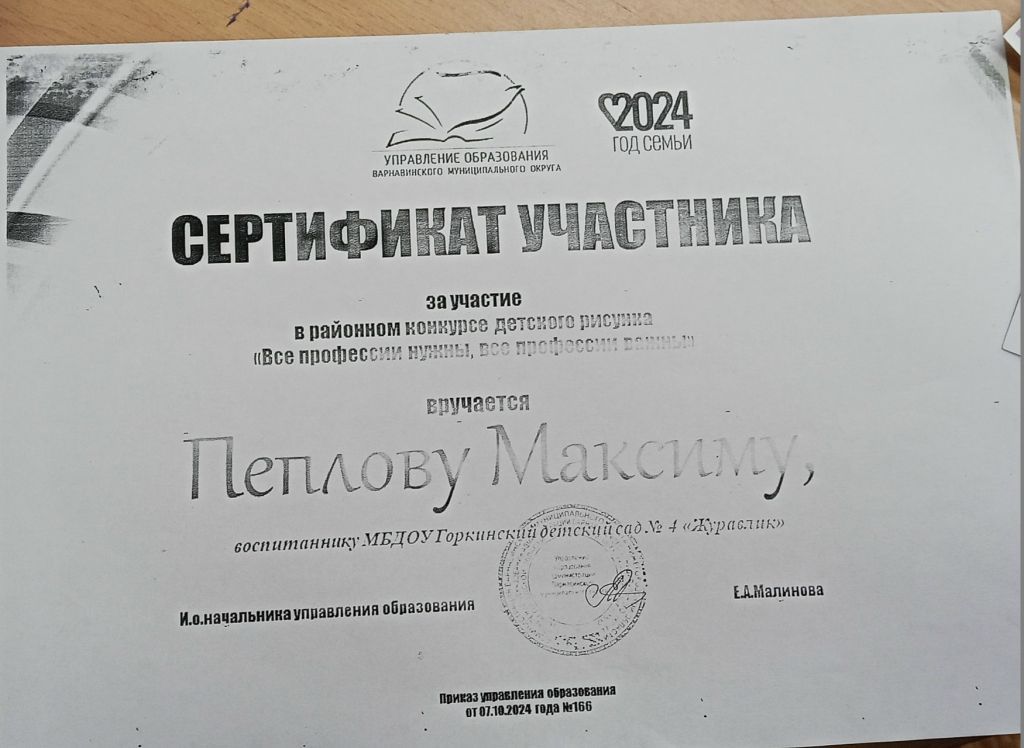 УПРАВЛЕНИЕ ОБРАЗОВАНИЯ
ВАРНАВИНСКОГО МУНИЦИПАЛЬНОГО ОКРУГА
2024
ГОД СЕМЬИ
СЕРТИФИКАТ УЧАСТНИКА
за участие
в районном конкурсе детского рисунка
«Все профессии нужны, все профессии важны»
вручается
Пеплову Максиму,
воспитаннику МБДОУ Горкинский детский сад № 4 «Журавлик»
И.о.начальника управления образования
Е.А.Малинова
Приказ управления образования
от 07.10.2024 года №166